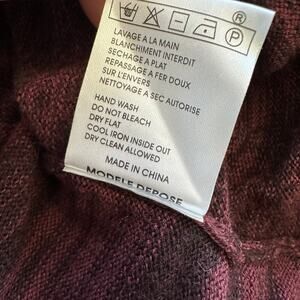 ®
P
LAVAGE A LA MAIN
BLANCHIMENT INTERDIT
SECHAGE A PLAT
REPASSAGE A FER DOUX
SUR L'ENVERS
NETTOYAGE A SEC AUTORISE
HAND WASH
DO NOT BLEACH
DRY FLAT
COOL IRON INSIDE OUT
DRY CLEAN ALLOWED
MADE IN CHINA
MODELE DEPOSE